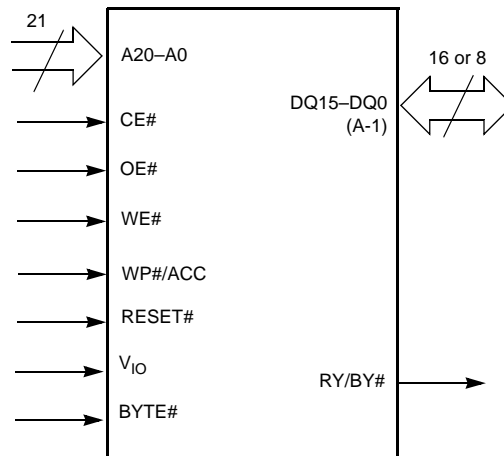 21
A20–A0
16 or 8
CE#
DQ15–DQ0
(A-1)
OE#
WE#
WP#/ACC
RESET#
VIO
RY/BY#
BYTE#